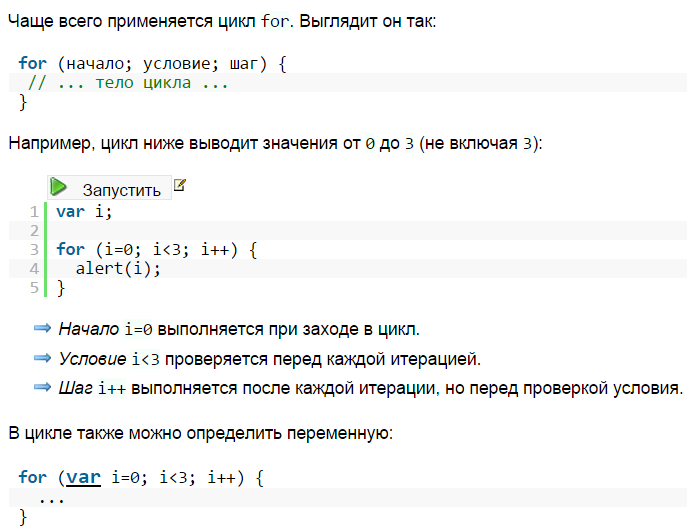 Чаще всего применяется цикл for. Выглядит он так:
for (начало; условие; шаг) {
// ... тело цикла ...
}
Например, цикл ниже выводит значения от 0 до 3 (не включая 3):
Запустить
1 var i;
2
3 for (i=0; i<3; i++) {
4 alert(i);
5 }
Начало i=0 выполняется при заходе в цикл.
Условие i<3 проверяется перед каждой итерацией.
Шаг i++ выполняется после каждой итерации, но перед проверкой условия.
В цикле также можно определить переменную:
for (var i=0; i<3; i++) {
...
}